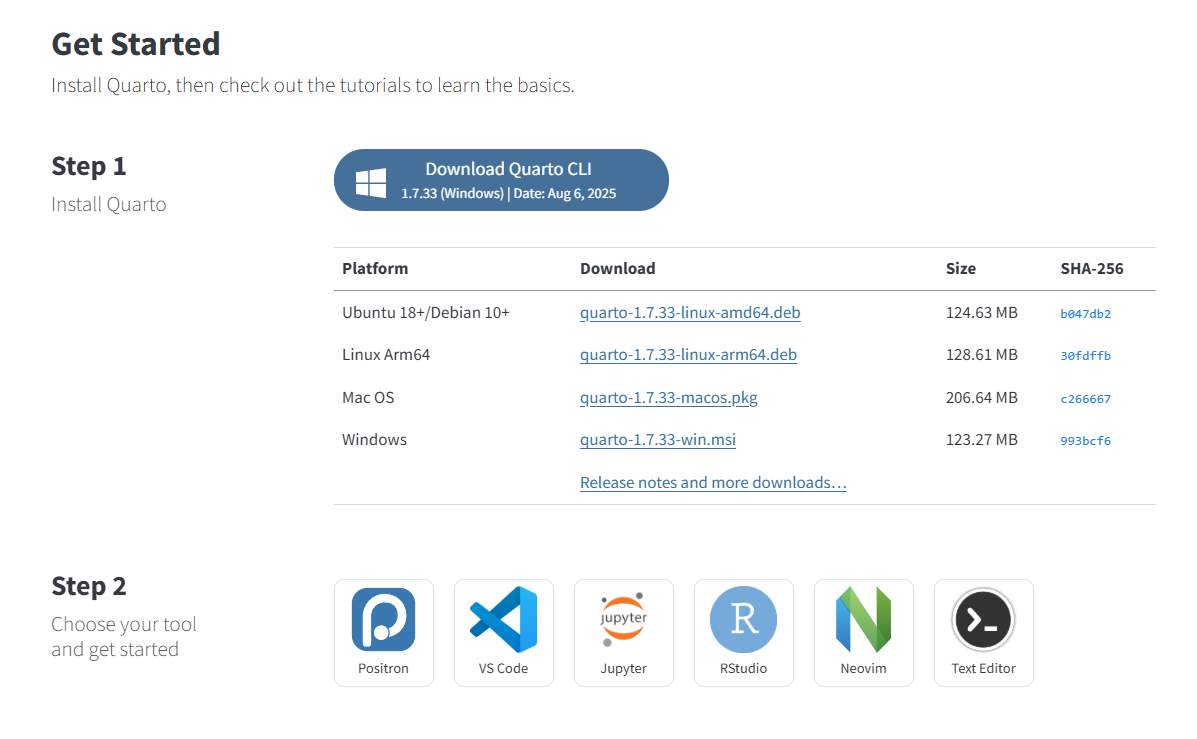 Get Started
Install Quarto, then check out the tutorials to learn the basics.
Step 1
Install Quarto
Download Quarto CLI
1.7.33 (Windows) | Date: Aug 6, 2025
Platform Download Size SHA-256
Ubuntu 18+/Debian 10+ quarto-1.7.33-linux-amd64.deb 124.63 MB b047db2
Linux Arm64 quarto-1.7.33-linux-arm64.deb 128.61 MB 30fdffb
Mac OS quarto-1.7.33-macos.pkg 206.64 MB c266667
Windows quarto-1.7.33-win.msi 123.27 MB 993bcf6
Release notes and more downloads…
Step 2
Choose your tool
and get started
jupyter
R
Positron VS Code Jupyter RStudio Neovim Text Editor